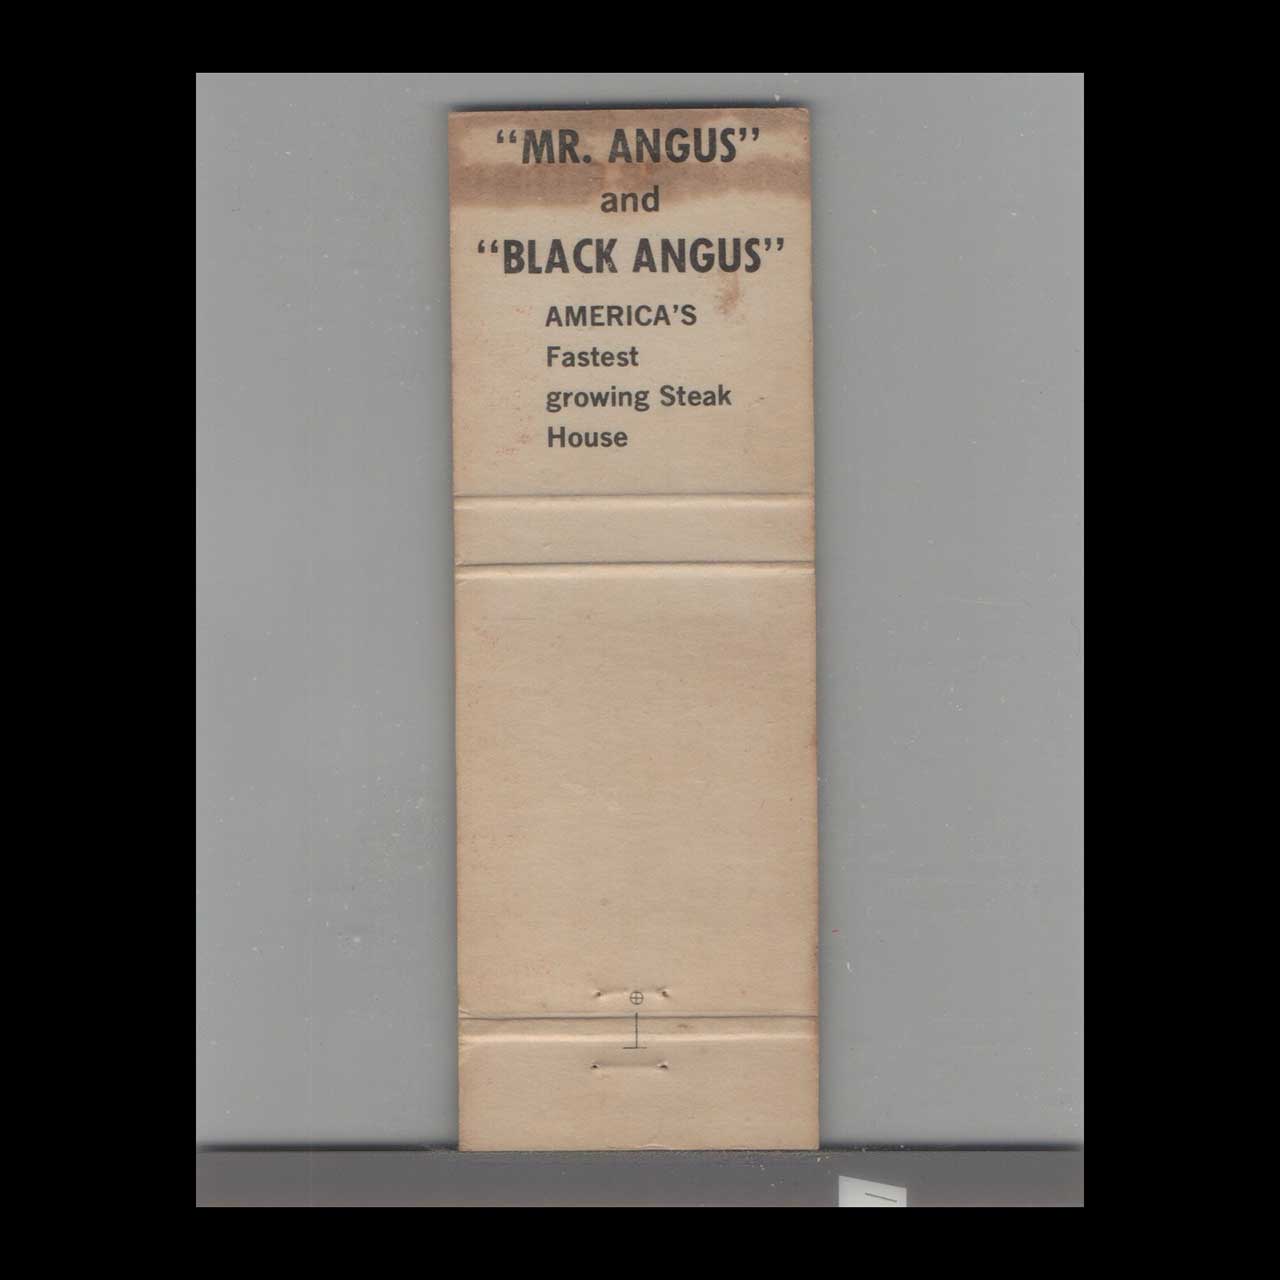 “MR. ANGUS”
and
“BLACK ANGUS”
AMERICA’S
Fastest
growing Steak
House